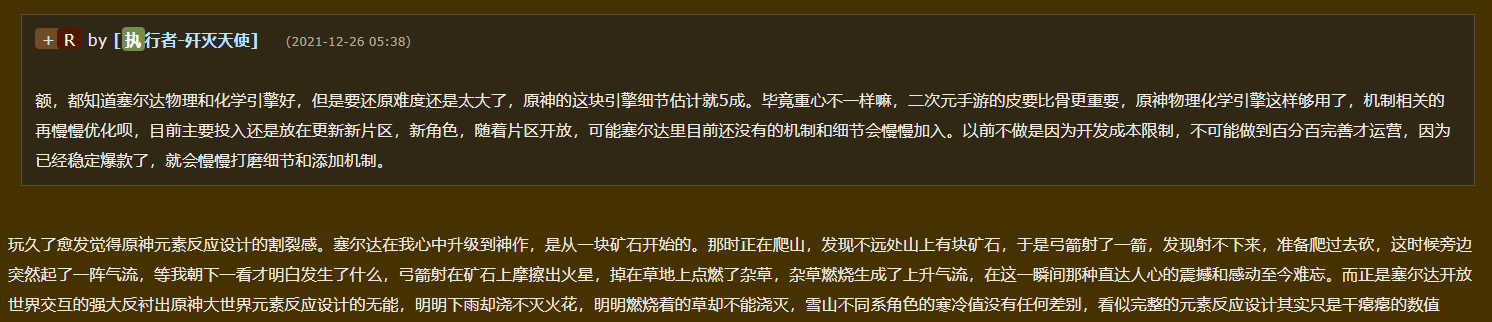 + R by [执行者-歼灭天使] (2021-12-26 05:38)
额，都知道塞尔达物理和化学引擎好，但是要还原难度还是太大了，原神的这块引擎细节估计就5成。毕竟重心不一样嘛，二次元手游的皮要比骨更重要，原神物理化学引擎这样够用了，机制相关的
再慢慢优化呗，目前主要投入还是放在更新新片区，新角色，随着片区开放，可能塞尔达里目前还没有的机制和细节会慢慢加入。以前不做是因为开发成本限制，不可能做到百分百完善才运营，因为
已经稳定爆款了，就会慢慢打磨细节和添加机制。
玩久了愈发觉得原神元素反应设计的割裂感。塞尔达在我心中升级到神作，是从一块矿石开始的。那时正在爬山，发现不远处山上有块矿石，于是弓箭射了一箭，发现射不下来，准备爬过去砍，这时候旁边
突然起了一阵气流，等我朝下一看才明白发生了什么，弓箭射在矿石上摩擦出火星，掉在草地上点燃了杂草，杂草燃烧生成了上升气流，在这一瞬间那种直达人心的震撼和感动至今难忘。而正是塞尔达开放
世界交互的强大反衬出原神大世界元素反应设计的无能，明明下雨却浇不灭火花，明明燃烧着的草却不能浇灭，雪山不同系角色的寒冷值没有任何差别，看似完整的元素反应设计其实只是干瘪瘪的数值